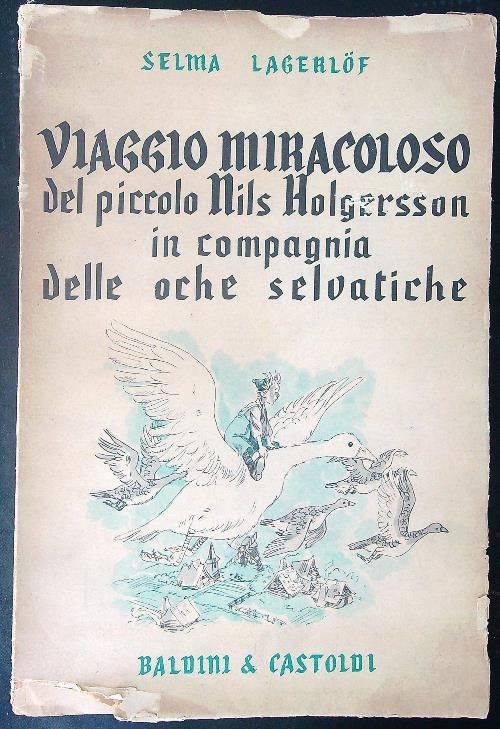 SELMA LAGERLÖF
VIAGGIO MIRACOLOSO
del piccolo Nils Holgersson
in compagnia
delle oche selvatiche
BALDINI & CASTOLDI